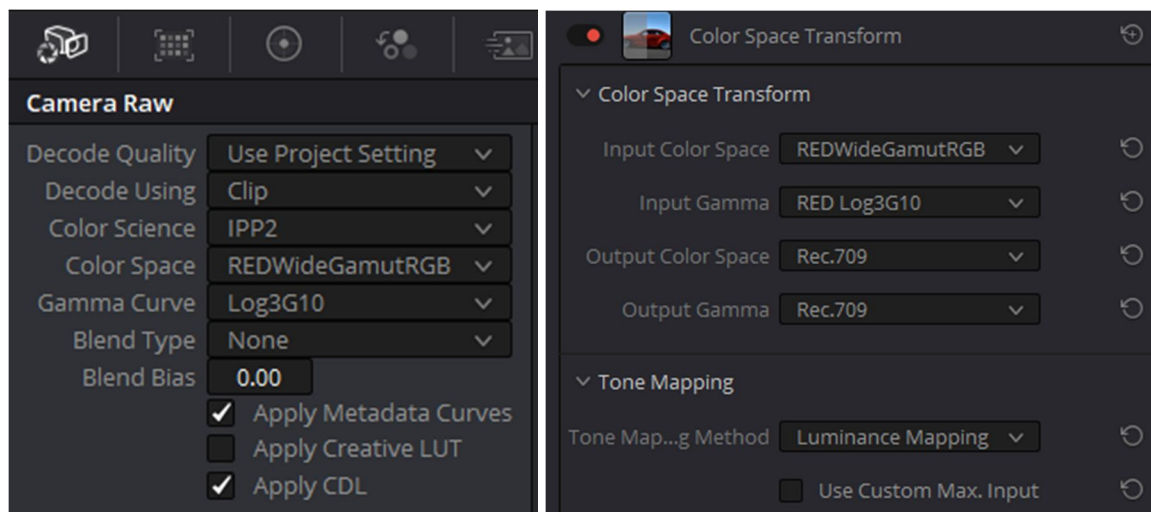 Camera Raw
Decode Quality Use Project Setting
Decode Using Clip
Color Science IPP2
Color Space REDWideGamutRGB
Gamma Curve Log3G10
Blend Type None
Blend Bias 0.00
Apply Metadata Curves
Apply Creative LUT
Apply CDL
Color Space Transform
Color Space Transform
Input Color Space REDWideGamutRGB
Input Gamma RED Log3G10
Output Color Space Rec.709
Output Gamma Rec.709
Tone Mapping
Tone Map...g Method Luminance Mapping
Use Custom Max. Input